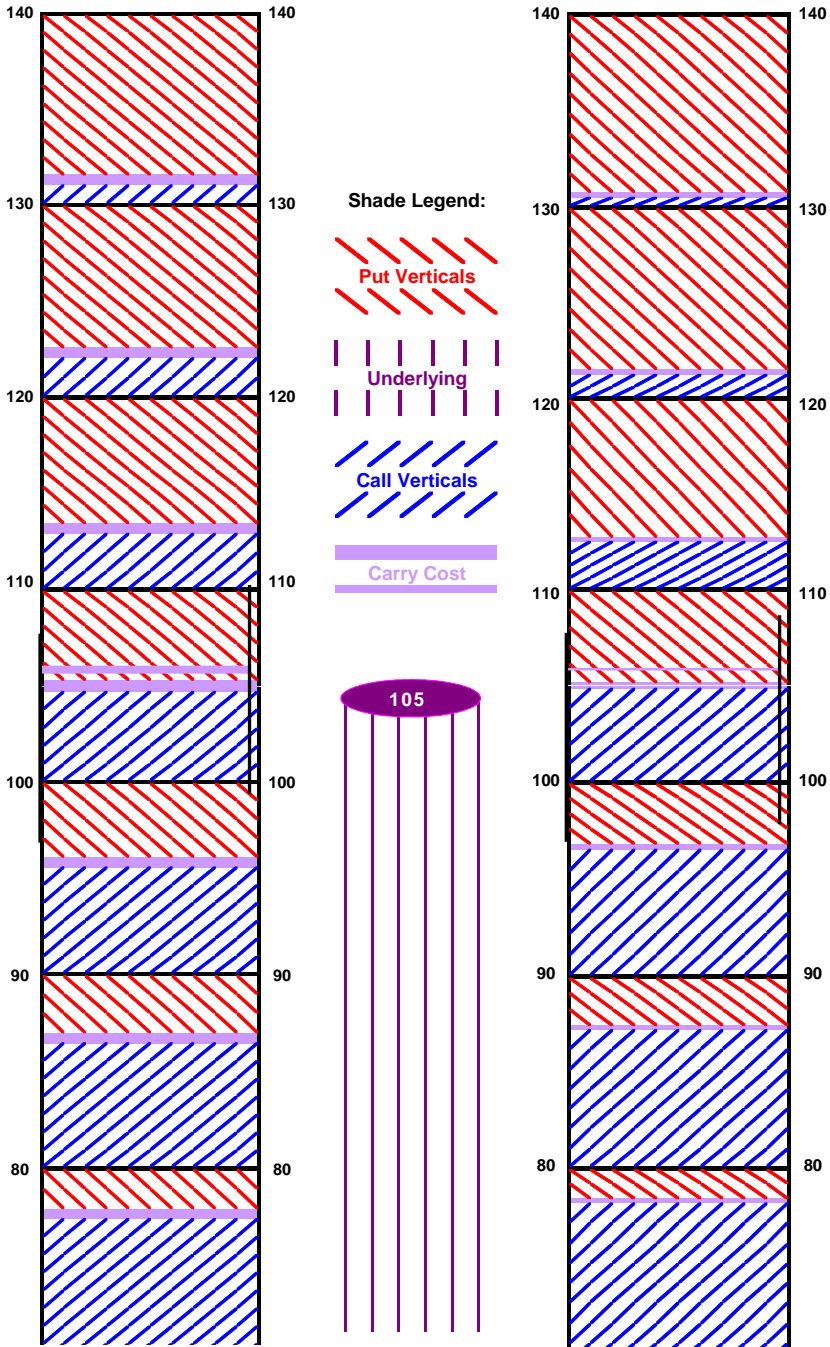 140 140 140 140
130 130 130 130
Shade Legend:
Put Verticals
Underlying
120 120 120 120
Call Verticals
Carry Cost
110 110 110 110
105
100 100 100 100
90 90 90 90
80 80 80 80